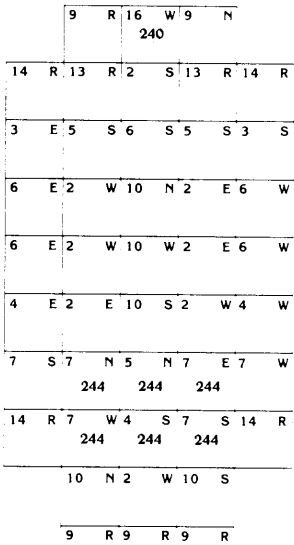 9 R 16 W 9 N
240
14 R 13 R 2 S 13 R 14 R
3 E 5 S 6 S 5 S 3 S
6 E 2 W 10 N 2 E 6 W
6 E 2 W 10 W 2 E 6 W
4 E 2 E 10 S 2 W 4 W
7 S 7 N 5 N 7 E 7 W
244 244 244
14 R 7 W 4 S 7 S 14 R
244 244 244
10 N 2 W 10 S
9 R 9 R 9 R